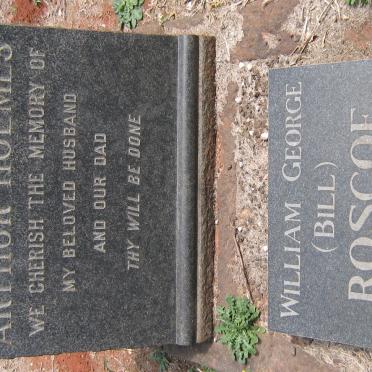 ARTHUR HOLMES
WE CHERISH THE MEMORY OF
MY BELOVED HUSBAND
AND OUR DAD
THY WILL BE DONE
WILLIAM GEORGE
(BILL)
ROSCOE